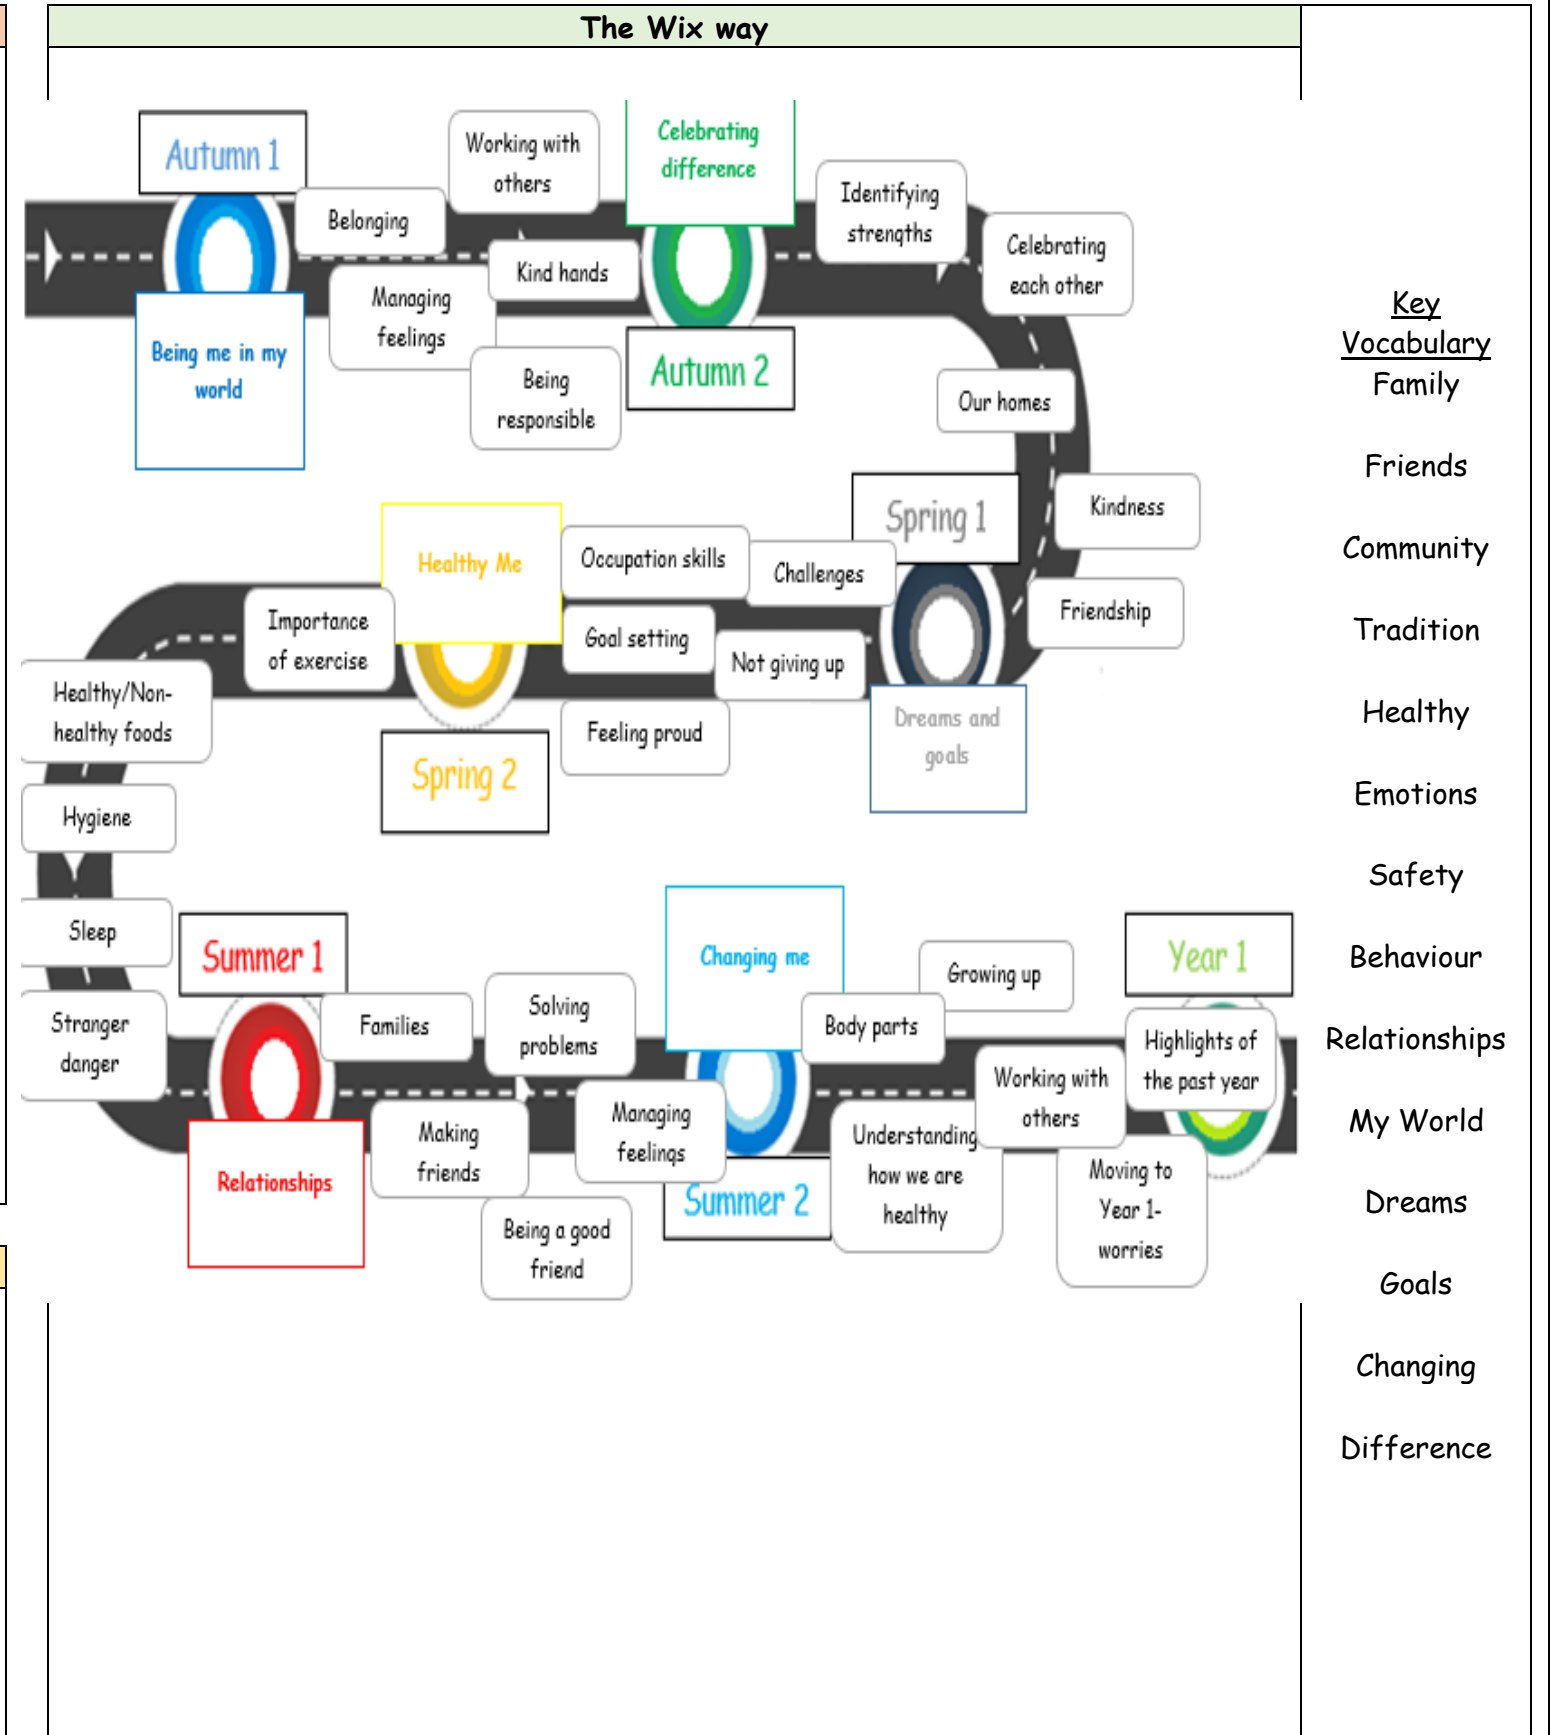 The Wix way
Autumn 1
Being me in my
world
Belonging
Working with
others
Kind hands
Managing
feelings
Being
responsible
Celebrating
difference
Autumn 2
Identifying
strengths
Celebrating
each other
Our homes
Kindness
Friendship
Spring 1
Dreams and
goals
Challenges
Occupation skills
Not giving up
Goal setting
Feeling proud
Healthy Me
Spring 2
Importance
of exercise
Healthy/Non-
healthy foods
Hygiene
Sleep
Stranger
danger
Summer 1
Relationships
Families
Making
friends
Solving
problems
Being a good
friend
Managing
feelings
Changing me
Summer 2
Body parts
Growing up
Understanding
how we are
healthy
Working with
others
Moving to
Year 1-
worries
Year 1
Highlights of
the past year
Key
Vocabulary
Family
Friends
Community
Tradition
Healthy
Emotions
Safety
Behaviour
Relationships
My World
Dreams
Goals
Changing
Difference